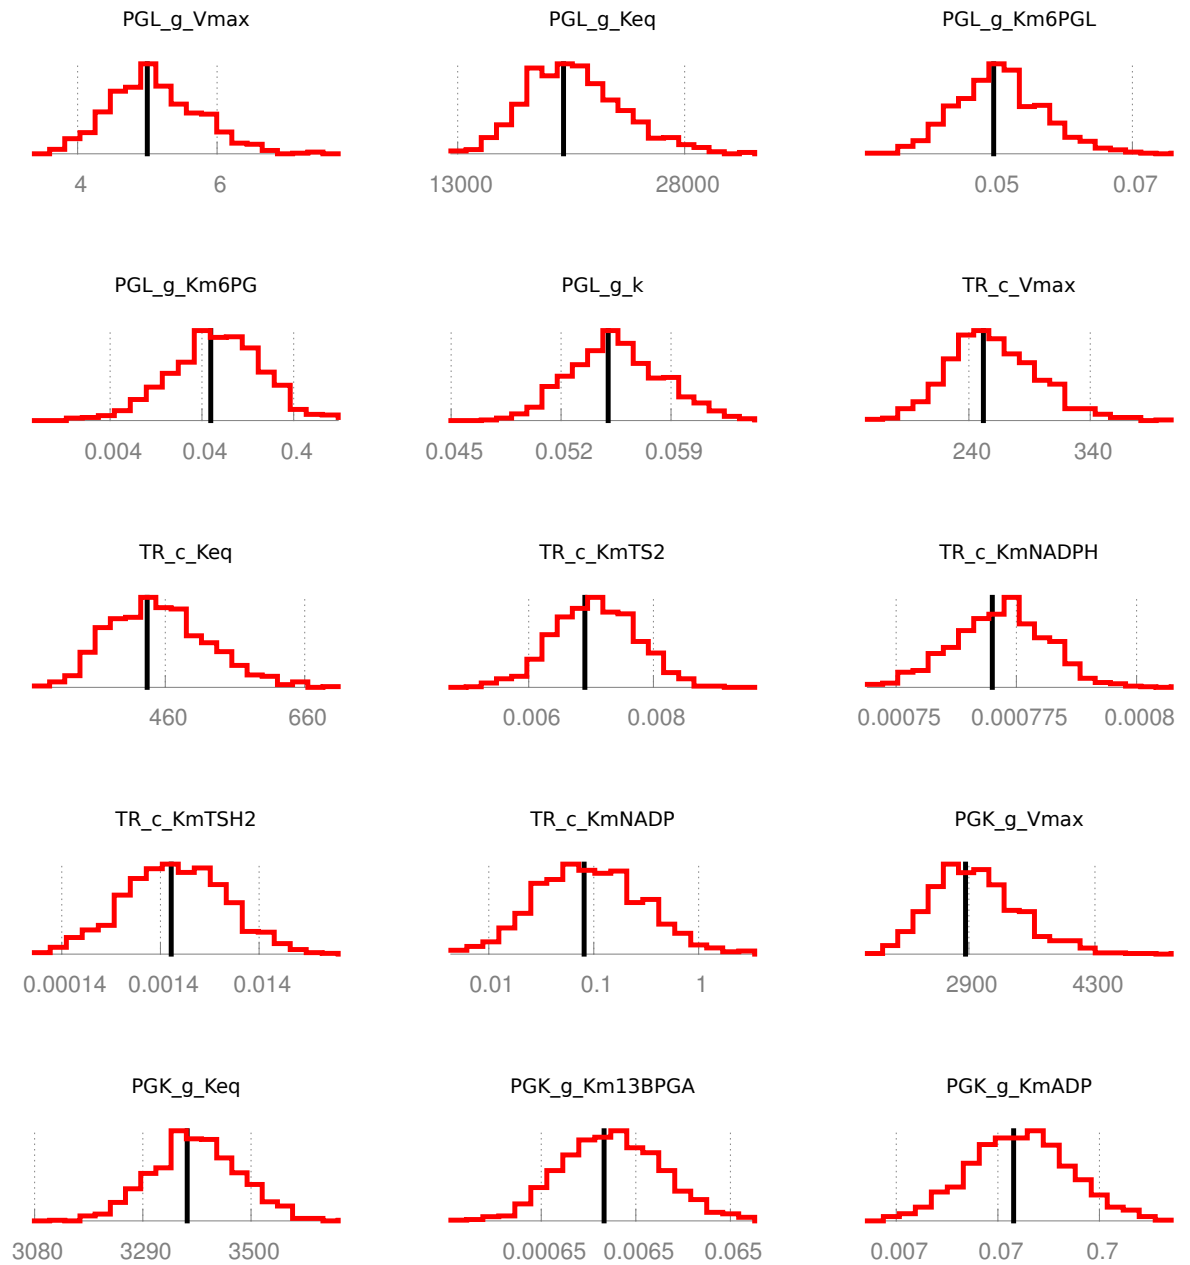 PGL_g_Vmax PGL_g_Keq PGL_g_Km6PGL
4 6 13000 28000 0.05 0.07
PGL_g_Km6PG PGL_g_k TR_c_Vmax
0.004 0.04 0.4 0.045 0.052 0.059 240 340
TR_c_Keq TR_c_KmTS2 TR_c_KmNADPH
460 660 0.006 0.008 0.00075 0.000775 0.0008
TR_c_KmTSH2 TR_c_KmNADP PGK_g_Vmax
0.00014 0.0014 0.014 0.01 0.1 1 2900 4300
PGK_g_Keq PGK_g_Km13BPGA PGK_g_KmADP
3080 3290 3500 0.00065 0.0065 0.065 0.007 0.07 0.7